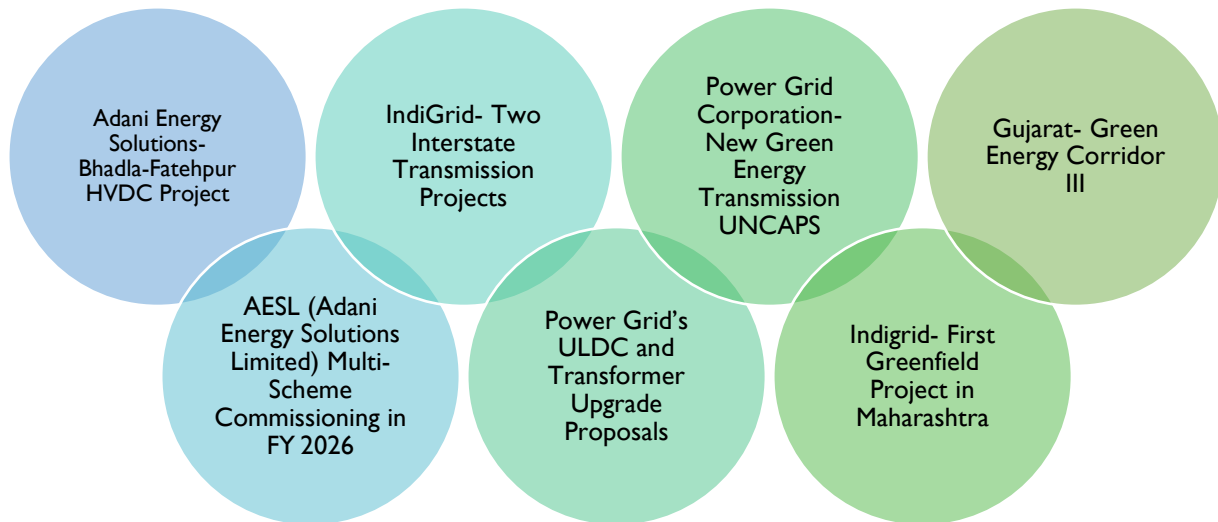 Adani Energy
Solutions-
Bhadla-Fatehpur
HVDC Project
AESL (Adani
Energy Solutions
Limited) Multi-
Scheme
Commissioning in
FY 2026
IndiGrid- Two
Interstate
Transmission
Projects
Power Grid's
ULDC and
Transformer
Upgrade
Proposals
Power Grid
Corporation-
New Green
Energy
Transmission
UNCAPS
Indigrid- First
Greenfield
Project in
Maharashtra
Gujarat- Green
Energy Corridor
III